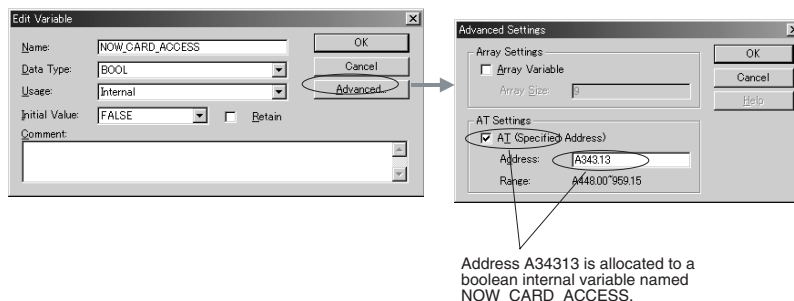 Edit Variable
Name: NOW_CARD_ACCESS
Data Type: BOOL
Usage: Internal
Initial Value: FALSE Retain
Comment:
OK
Cancel
Advanced...
Advanced Settings
Array Settings
Array Variable
Array Size: 9
AT Settings
AT (Specified Address)
Address: A343.13
Range: A448.00~959.15
OK
Cancel
Help
Address A34313 is allocated to a
boolean internal variable named
NOW_CARD_ACCESS.